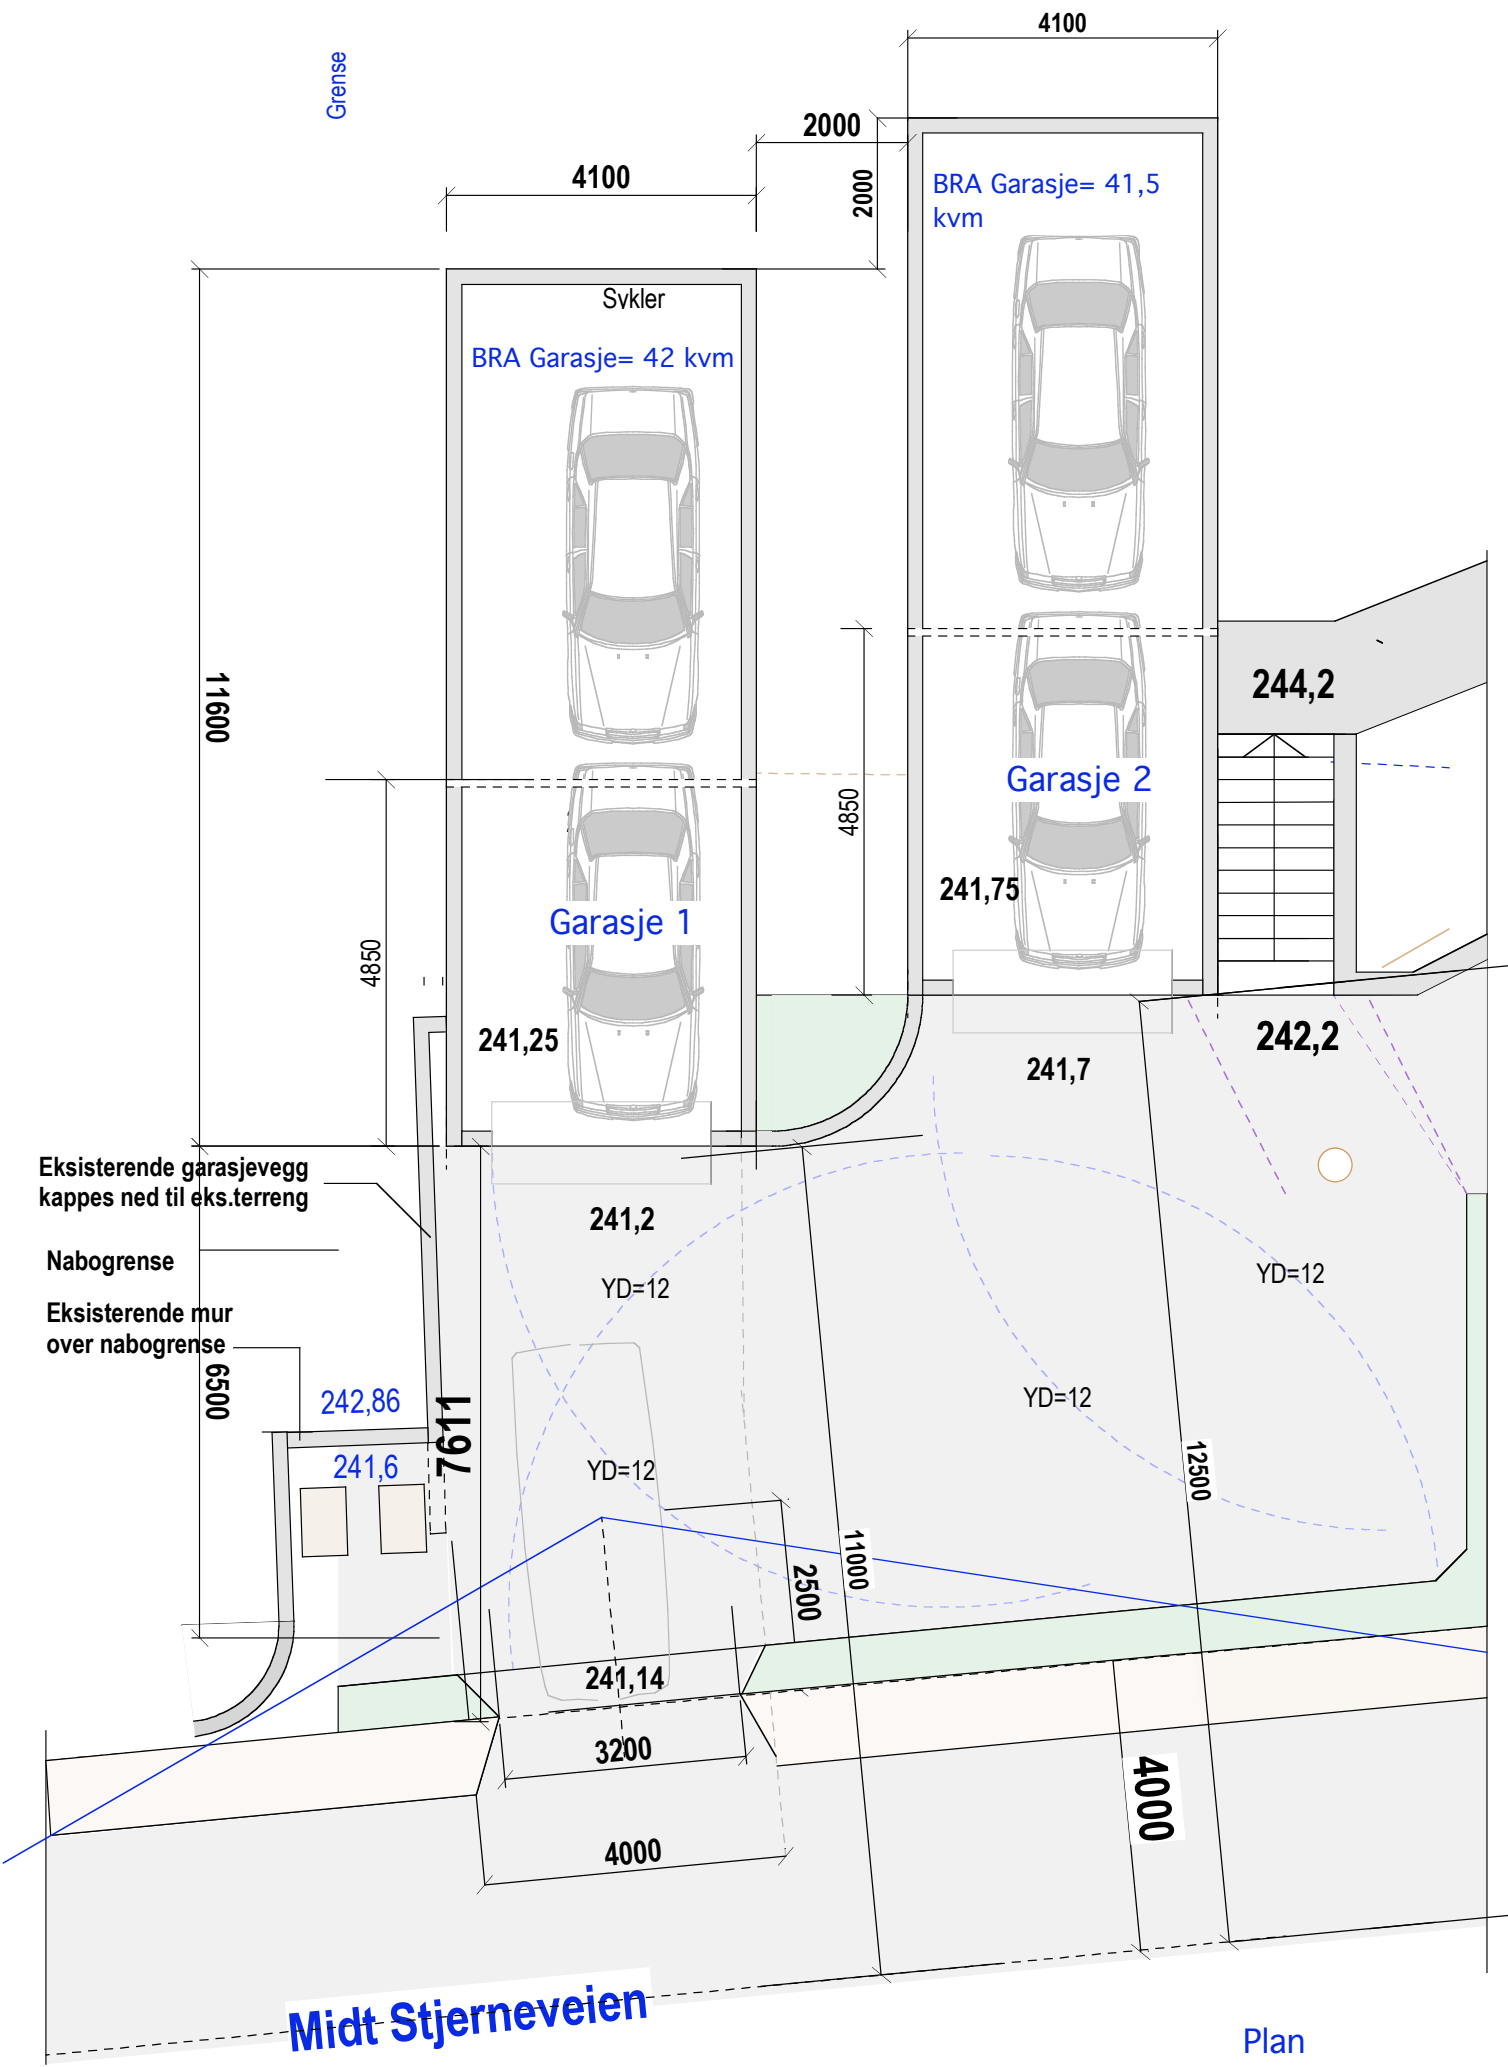 4100
Grense
2000
4100
2000
BRA Garasje= 41,5
kvm
Svkler
BRA Garasje= 42 kvm
11600
244,2
Garasje 2
4850
241,75
Garasje 1
4850
241,25
242,2
241,7
Eksisterende garasjevegg
kappes ned til eks.terreng
241,2
Nabogrense
YD=12
YD=12
Eksisterende mur
over nabogrense
6500
242,86
7611
YD=12
241,6
YD=12
12500
11000
2500
241,14
3200
4000
4000
Midt Stjerneveien
Plan